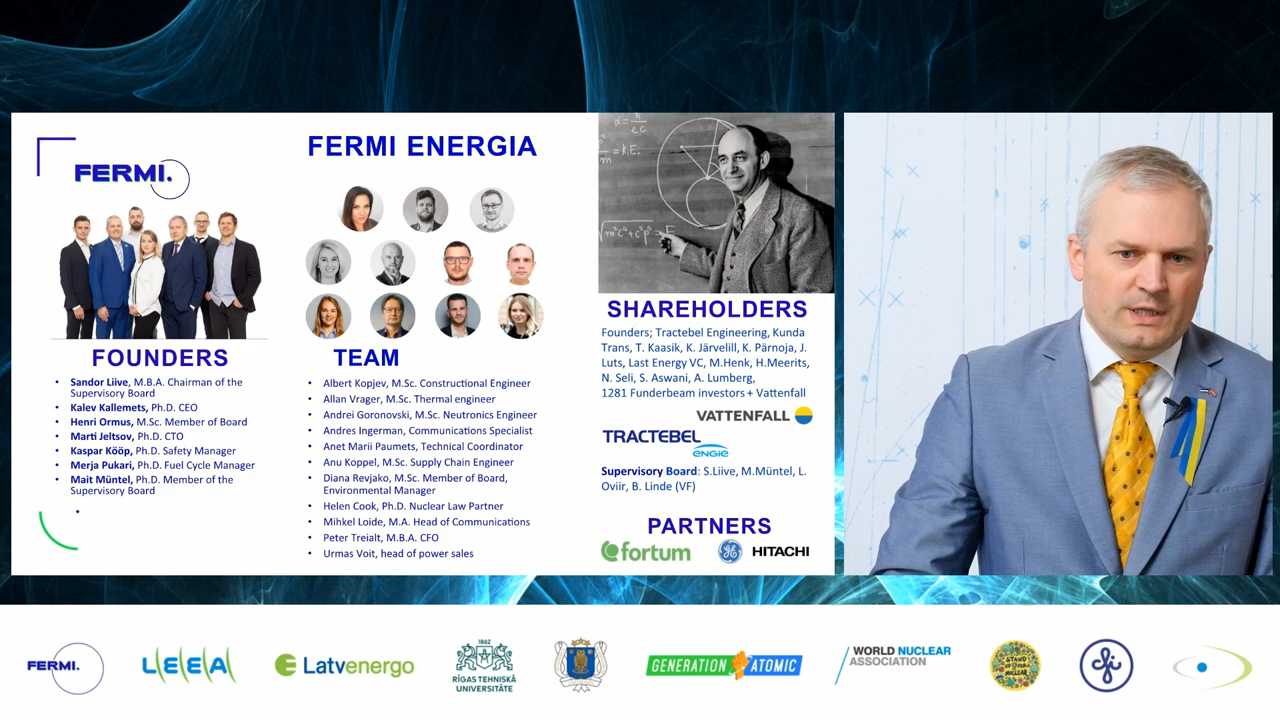 FERMI.
FOUNDERS
• Sandor Liive, M.B.A. Chairman of the
Supervisory Board
• Kalev Kallemets, Ph.D. CEO
• Henri Ormus, M.Sc. Member of Board
• Marti Jeltsov, Ph.D. CTO
• Kaspar Kööp, Ph.D. Safety Manager
• Merja Pukari, Ph.D. Fuel Cycle Manager
• Mait Müntel, Ph.D. Member of the
Supervisory Board
FERMI ENERGIA
TEAM
• Albert Kopjev, M.Sc. Constructional Engineer
• Allan Vrager, M.Sc. Thermal engineer
• Andrei Goronovski, M.Sc. Neutronics Engineer
• Andres Ingerman, Communications Specialist
• Anet Marii Paumets, Technical Coordinator
• Anu Koppel, M.Sc. Supply Chain Engineer
• Diana Revjako, M.Sc. Member of Board,
Environmental Manager
• Helen Cook, Ph.D. Nuclear Law Partner
• Mihkel Loide, M.A. Head of Communications
• Peter Treialt, M.B.A. CFO
• Urmas Voit, head of power sales
SHAREHOLDERS
Founders; Tractebel Engineering, Kunda
Trans, T. Kaasik, K. Järvelill, K. Pärnoja, J.
Luts, Last Energy VC, M.Henk, H.Meerits,
N. Seli, S. Aswani, A. Lumberg,
1281 Funderbeam investors + Vattenfall
VATTENFALL
TRACTEBEL
ENGIE
Supervisory Board: S.Liive, M.Müntel, L.
Oviir, B. Linde (VF)
PARTNERS
fortum
HITACHI
FERMI.
LEEA
Latvenergo
1862
RĪGAS TEHNISKĀ
UNIVERSITĀTE
GENERATION ATOMIC
WORLD NUCLEAR
ASSOCIATION
STAND
UP FOR
NUCLEAR